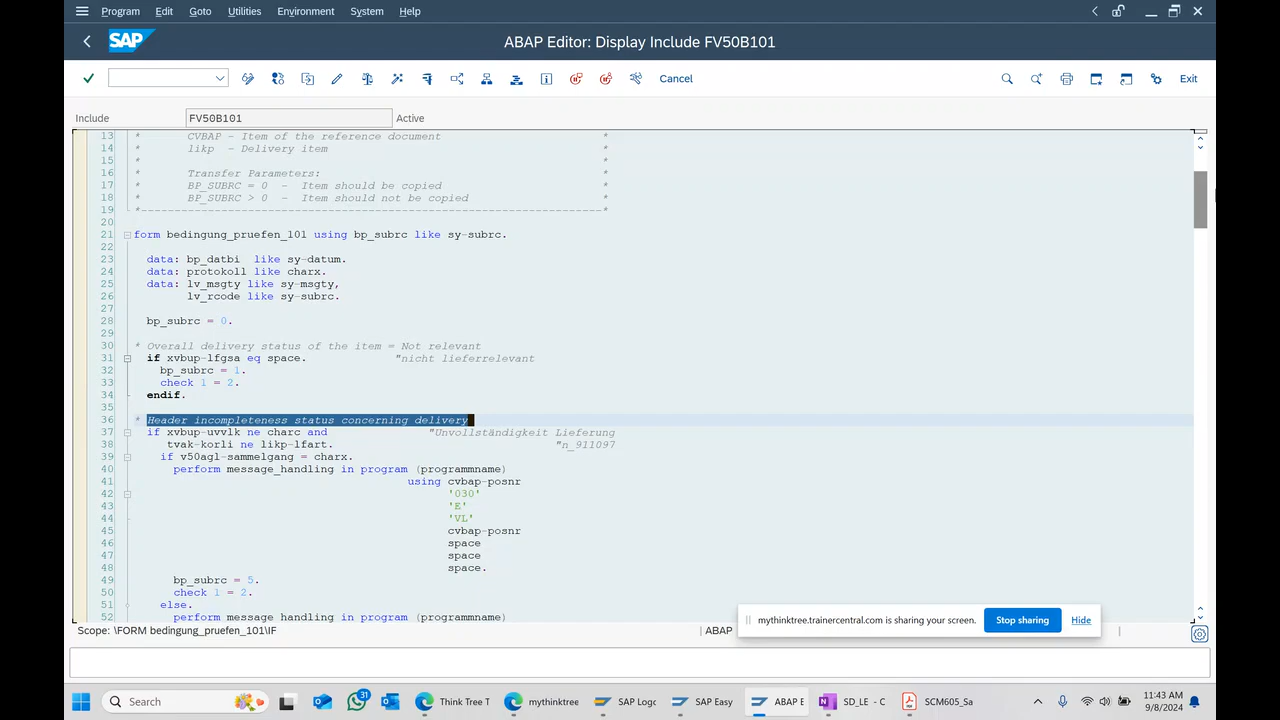 Program Edit Goto Utilities Environment System Help
SAP ABAP Editor: Display Include FV50B101
Cancel Exit
Include FV50B101 Active
13 * CVBAP - Item of the reference document *
14 * likp - Delivery item *
15 * *
16 * Transfer Parameters: *
17 * BP_SUBRC = 0 - Item should be copied *
18 * BP_SUBRC > 0 - Item should not be copied *
19 *----------------------------------------------------------------------*
20
21 form bedingung_pruefen_101 using bp_subrc like sy-subrc.
22
23 data: bp_datbi like sy-datum.
24 data: protokoll like charx.
25 data: lv_msgty like sy-msgty,
26 lv_rcode like sy-subrc.
27
28 bp_subrc = 0.
29
30 * Overall delivery status of the item = Not relevant
31 if xvbup-lfgsa eq space. "nicht lieferrelevant
32 bp_subrc = 1.
33 check 1 = 2.
34 endif.
35
36 * Header incompleteness status concerning delivery
37 if xvbup-uvvlk ne charc and "Unvollständigkeit Lieferung
38 tvak-korli ne likp-lfart. "n_911097
39 if v50agl-sammelgang = charx.
40 perform message_handling in program (programmname)
41 using cvbap-posnr
42 '030'
43 'E'
44 'VL'
45 cvbap-posnr
46 space
47 space
48 space.
49 bp_subrc = 5.
50 check 1 = 2.
51 else.
52 perform message_handling in program (programmname)
mythinktree.trainercentral.com is sharing your screen. Stop sharing Hide
Scope: \FORM bedingung_pruefen_101\IF ABAP
Search 31 Think Tree T mythinktree SAP Logo SAP Easy ABAP E SD_LE - C SCM605_Sa 11:43 AM
9/8/2024